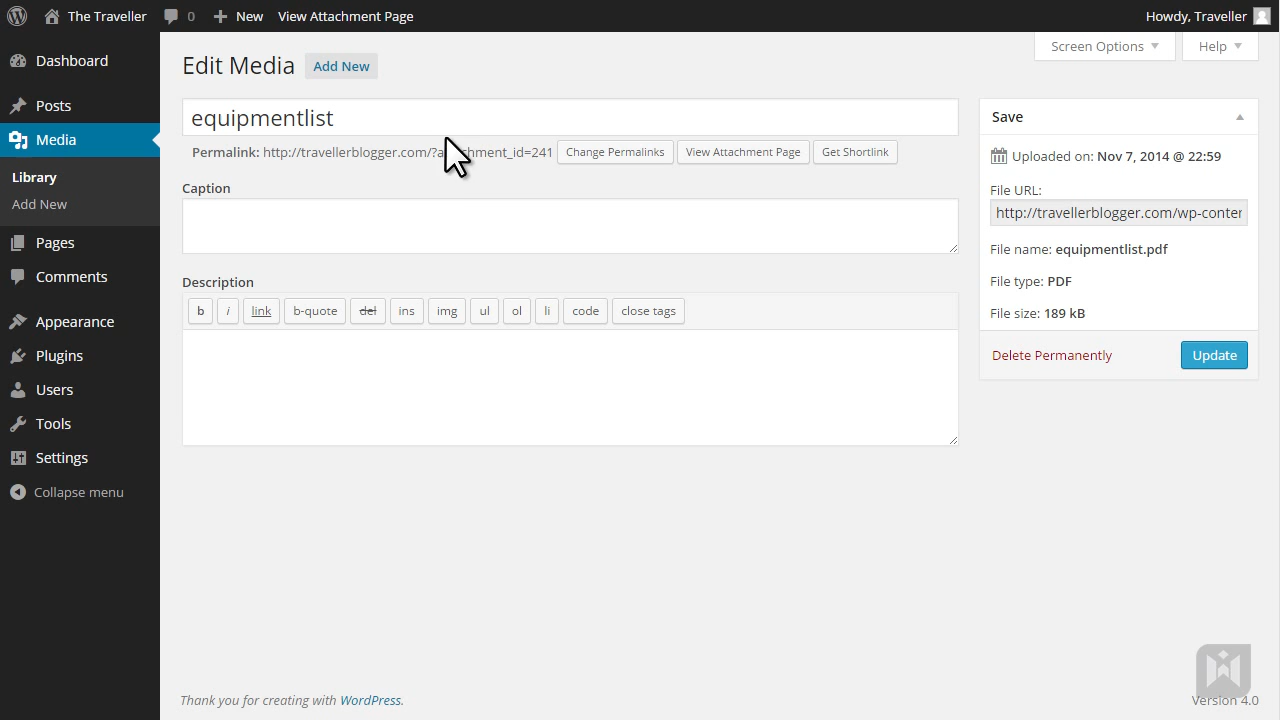 The Traveller 0 New View Attachment Page Howdy, Traveller
Screen Options Help
Dashboard
Posts
Media
Library
Add New
Pages
Comments
Appearance
Plugins
Users
Tools
Settings
Collapse menu
Edit Media Add New
equipmentlist
Permalink: http://travellerblogger.com/?attachment_id=241 Change Permalinks View Attachment Page Get Shortlink
Caption
Description
b i link b-quote del ins img ul ol li code close tags
Save
Uploaded on: Nov 7, 2014 @ 22:59
File URL:
http://travellerblogger.com/wp-conter
File name: equipmentlist.pdf
File type: PDF
File size: 189 kB
Delete Permanently Update
Thank you for creating with WordPress.
Version 4.0